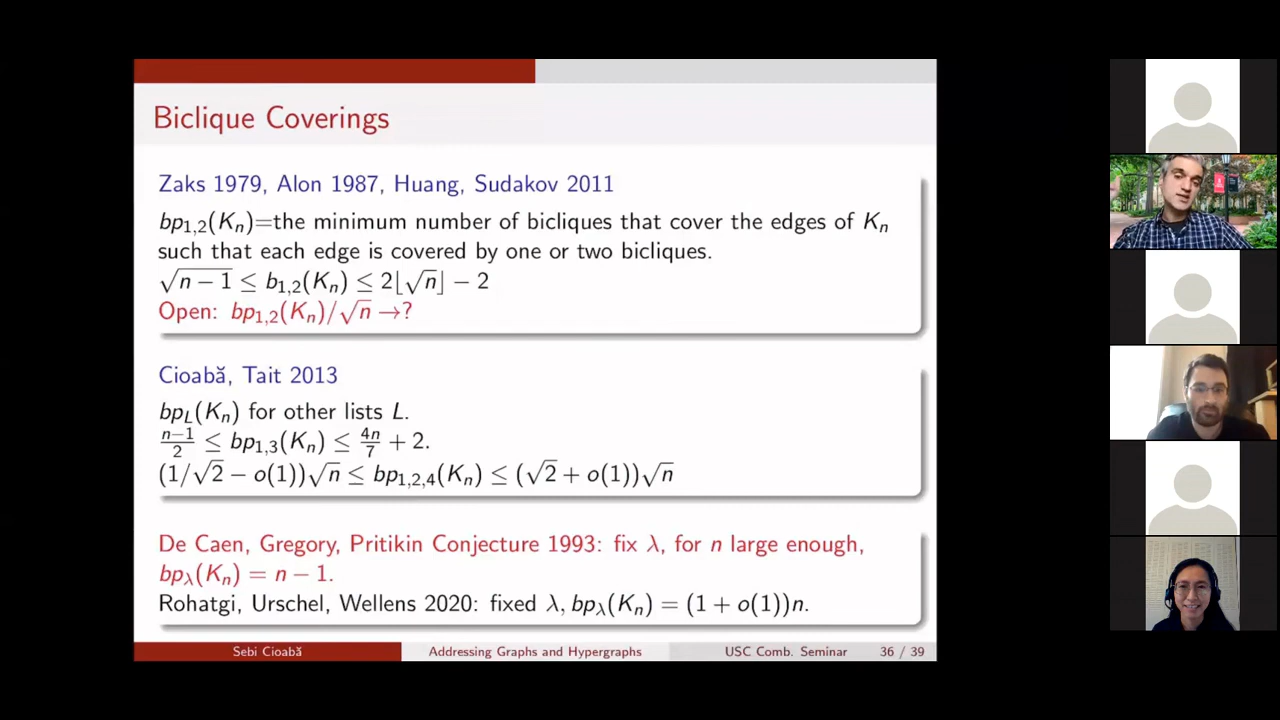 Biclique Coverings
Zaks 1979, Alon 1987, Huang, Sudakov 2011
bp₁,₂(Kₙ)=the minimum number of bicliques that cover the edges of Kₙ
such that each edge is covered by one or two bicliques.
√(n − 1) ≤ b₁,₂(Kₙ) ≤ 2⌊√n⌋ − 2
Open: bp₁,₂(Kₙ)/√n →?
Cioabă, Tait 2013
bp_L(Kₙ) for other lists L.
(n−1)/2 ≤ bp₁,₃(Kₙ) ≤ 4n/7 + 2.
(1/√2 − o(1))√n ≤ bp₁,₂,₄(Kₙ) ≤ (√2 + o(1))√n
De Caen, Gregory, Pritikin Conjecture 1993: fix λ, for n large enough,
bp_λ(Kₙ) = n − 1.
Rohatgi, Urschel, Wellens 2020: fixed λ, bp_λ(Kₙ) = (1 + o(1))n.
Sebi Cioabă Addressing Graphs and Hypergraphs USC Comb. Seminar 36 / 39